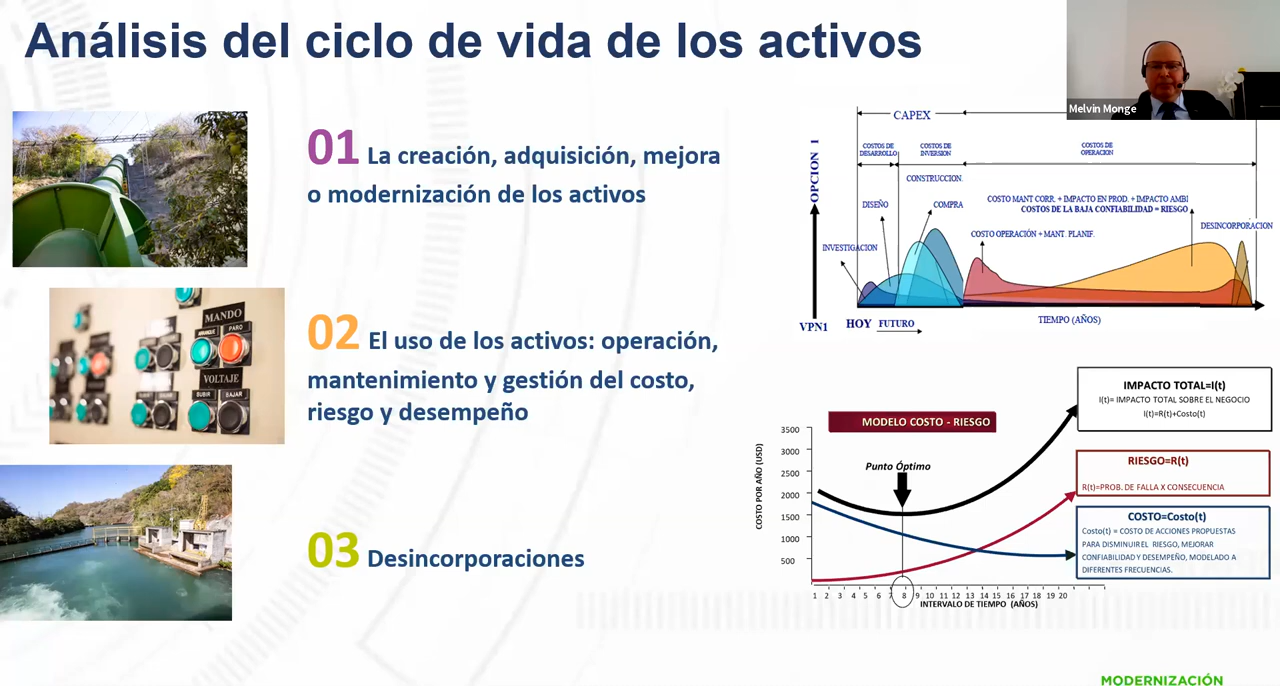 Análisis del ciclo de vida de los activos
Melvin Monge
01 La creación, adquisición, mejora
o modernización de los activos
MANDO
ARRANQUE PARO
VOLTAJE
SUBIR BAJAR
02 El uso de los activos: operación,
mantenimiento y gestión del costo,
riesgo y desempeño
03 Desincorporaciones
CAPEX
OPCION 1
COSTOS DE
DESARROLLO
COSTOS DE
INVERSION
COSTOS DE
OPERACION
CONSTRUCCION
DISEÑO
COMPRA
COSTO MANT CORR. + IMPACTO EN PROD. + IMPACTO AMBI
COSTOS DE LA BAJA CONFIABILIDAD = RIESGO
DESINCORPORACION
INVESTIGACION
COSTO OPERACIÓN + MANT. PLANIF.
VPN1
HOY FUTURO
TIEMPO (AÑOS)
MODELO COSTO - RIESGO
Punto Óptimo
COSTO POR AÑO (USD)
3500
3000
2500
2000
1500
1000
500
1 2 3 4 5 6 7 8 9 10 11 12 13 14 15 16 17 18 19 20
INTERVALO DE TIEMPO (AÑOS)
IMPACTO TOTAL=I(t)
I(t)= IMPACTO TOTAL SOBRE EL NEGOCIO
I(t)=R(t)+Costo(t)
RIESGO=R(t)
R(t)=PROB. DE FALLA X CONSECUENCIA
COSTO=Costo(t)
Costo(t) = COSTO DE ACCIONES PROPUESTAS
PARA DISMINUIR EL RIESGO, MEJORAR
CONFIABILIDAD Y DESEMPEÑO, MODELADO A
DIFERENTES FRECUENCIAS.
MODERNIZACIÓN